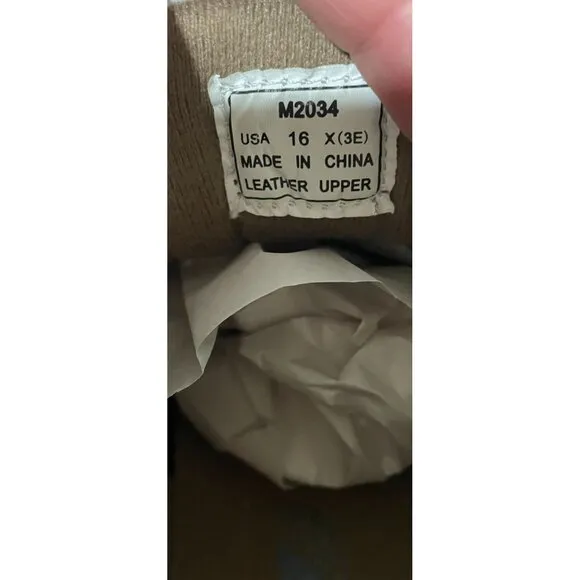 M2034
USA 16 X(3E)
MADE IN CHINA
LEATHER UPPER